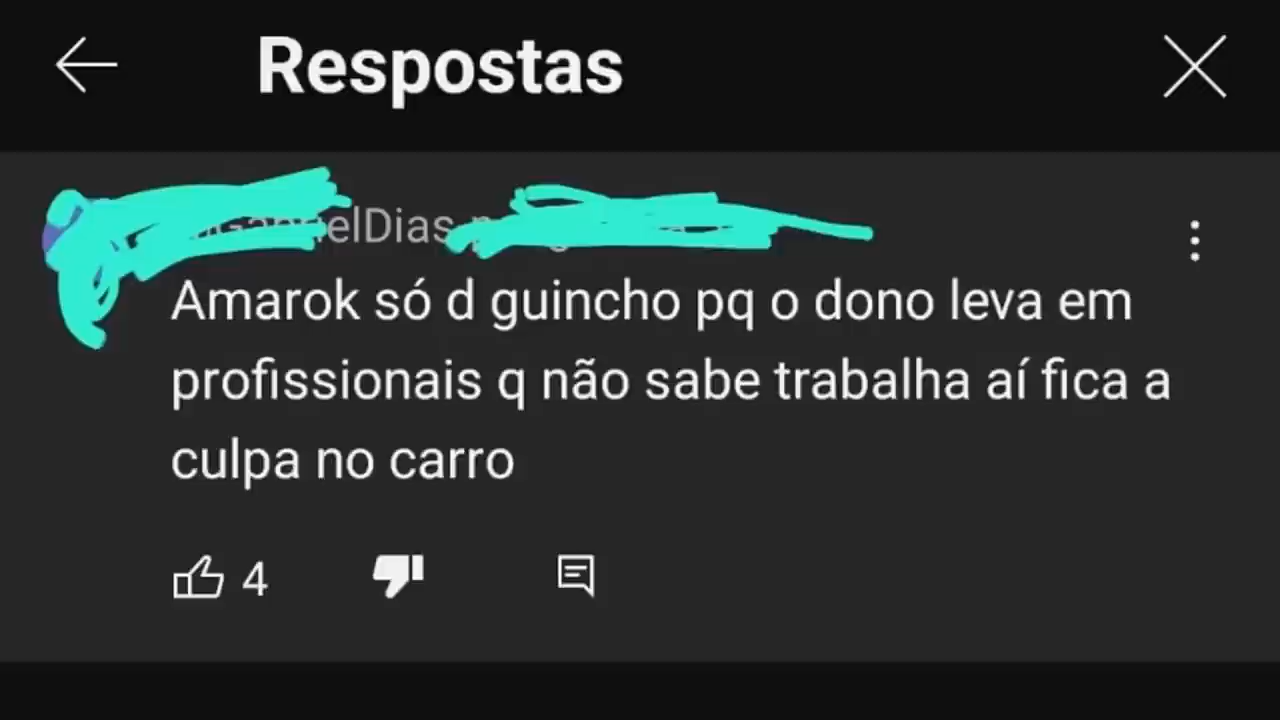 Respostas
Amarok só d guincho pq o dono leva em
profissionais q não sabe trabalha aí fica a
culpa no carro
4